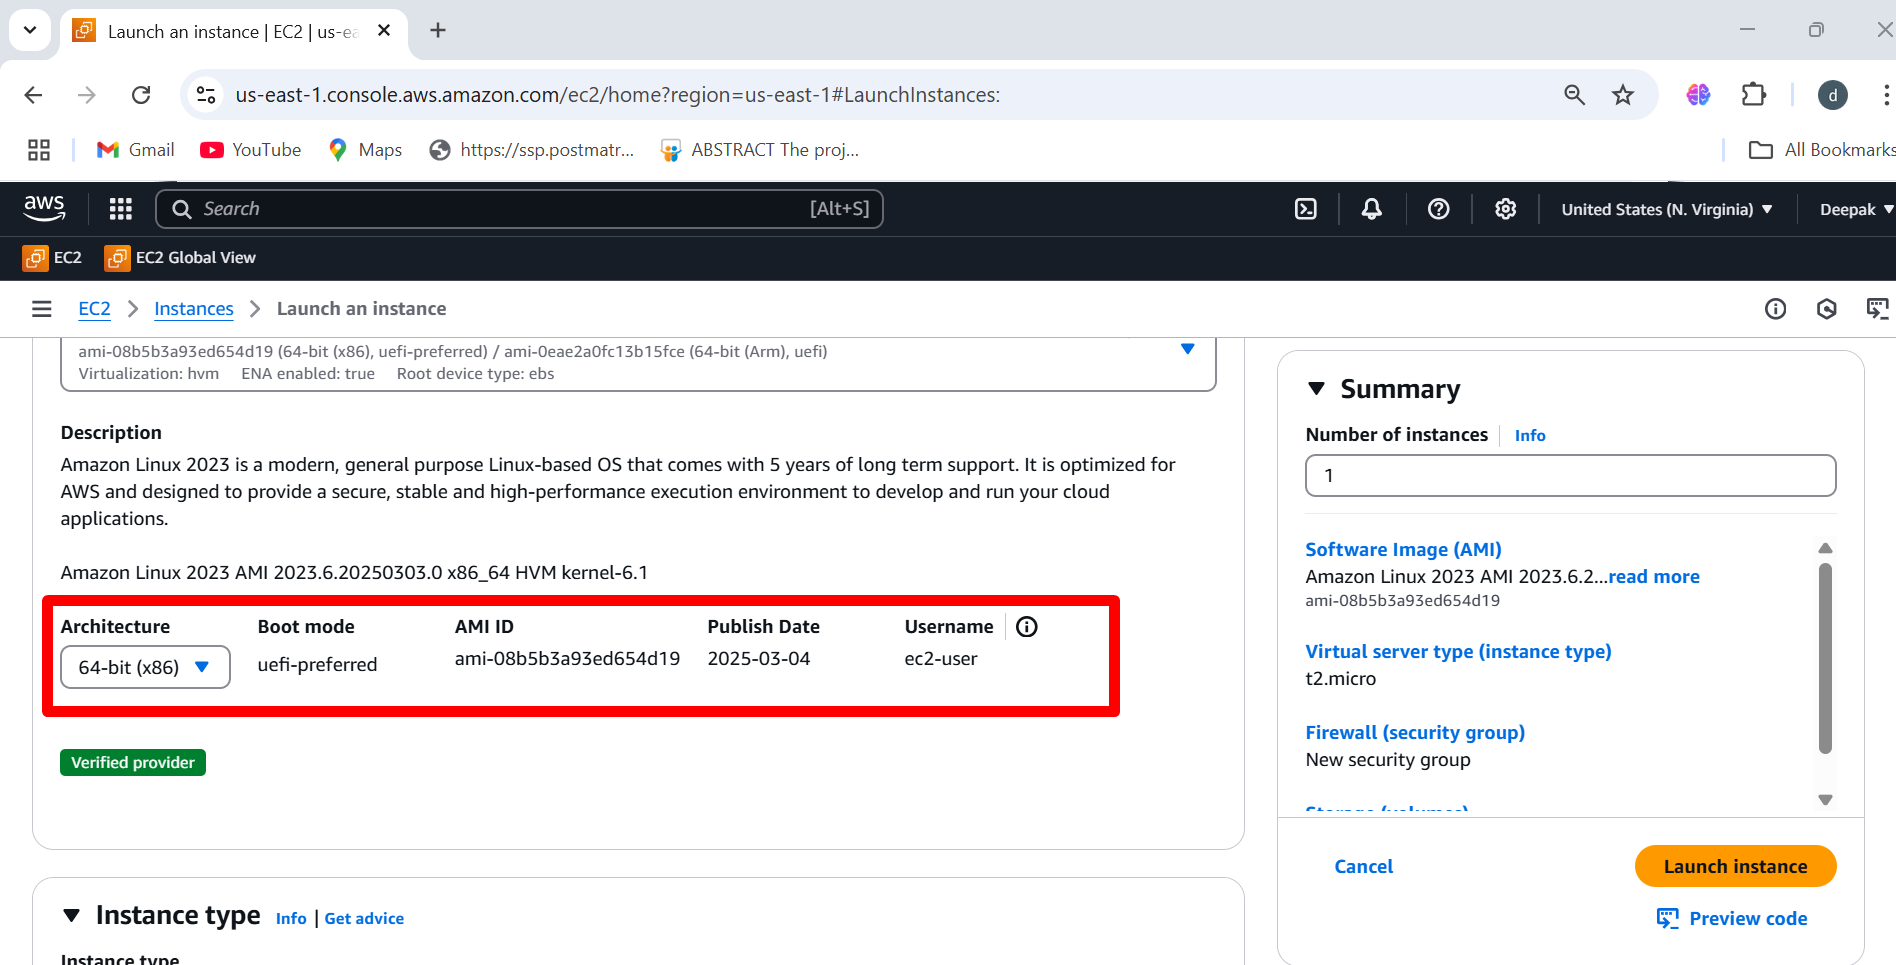 Launch an instance | EC2 | us-ea
us-east-1.console.aws.amazon.com/ec2/home?region=us-east-1#LaunchInstances:
d
Gmail
YouTube
Maps
https://ssp.postmatr...
ABSTRACT The proj...
All Bookmarks
aws
Search
[Alt+S]
United States (N. Virginia)
Deepak
EC2
EC2 Global View
EC2
Instances
Launch an instance
ami-08b5b3a93ed654d19 (64-bit (x86), uefi-preferred) / ami-0eae2a0fc13b15fce (64-bit (Arm), uefi)
Virtualization: hvm ENA enabled: true Root device type: ebs
Description
Amazon Linux 2023 is a modern, general purpose Linux-based OS that comes with 5 years of long term support. It is optimized for
AWS and designed to provide a secure, stable and high-performance execution environment to develop and run your cloud
applications.
Amazon Linux 2023 AMI 2023.6.20250303.0 x86_64 HVM kernel-6.1
Architecture
64-bit (x86)
Boot mode
uefi-preferred
AMI ID
ami-08b5b3a93ed654d19
Publish Date
2025-03-04
Username
ec2-user
Verified provider
Instance type Info | Get advice
Instance type
Summary
Number of instances Info
1
Software Image (AMI)
Amazon Linux 2023 AMI 2023.6.2...read more
ami-08b5b3a93ed654d19
Virtual server type (instance type)
t2.micro
Firewall (security group)
New security group
Storage (volumes)
Cancel
Launch instance
Preview code